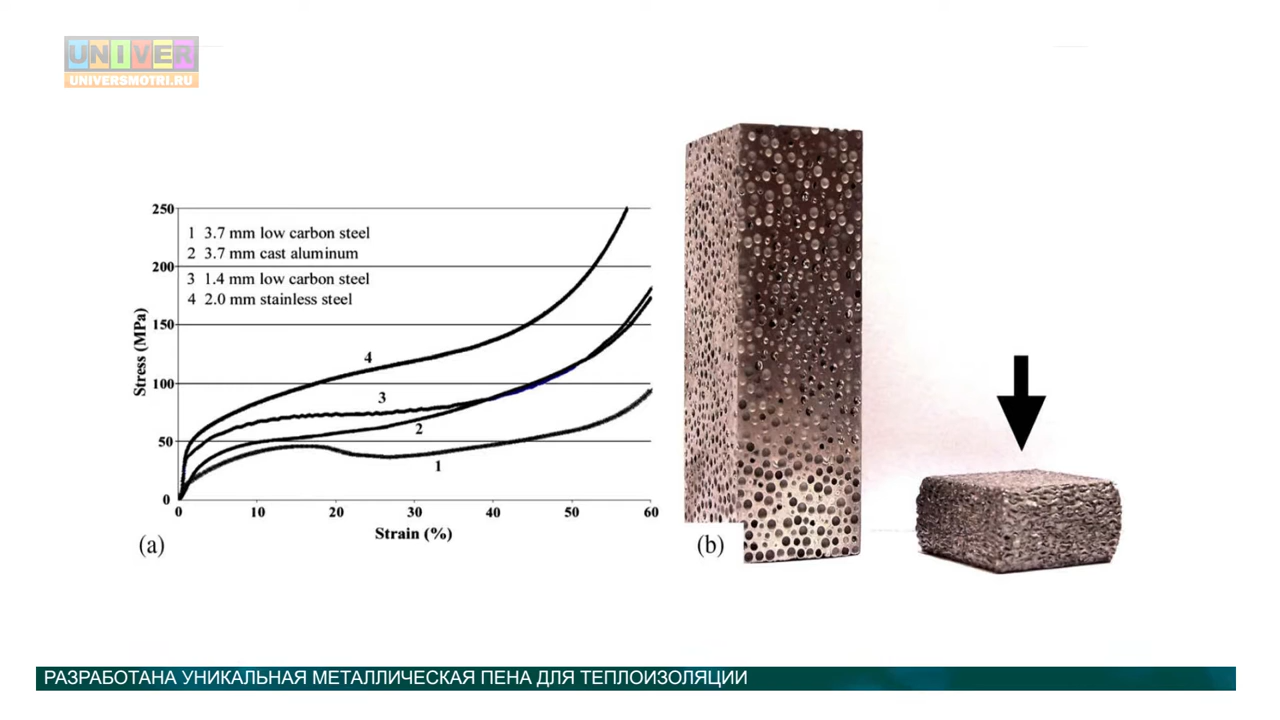 UNIVER
UNIVERSMOTRI.RU
250
200
150
100
50
0
Stress (MPa)
1 3.7 mm low carbon steel
2 3.7 mm cast aluminum
3 1.4 mm low carbon steel
4 2.0 mm stainless steel
4
3
2
1
0 10 20 30 40 50 60
Strain (%)
(a)
(b)
РАЗРАБОТАНА УНИКАЛЬНАЯ МЕТАЛЛИЧЕСКАЯ ПЕНА ДЛЯ ТЕПЛОИЗОЛЯЦИИ